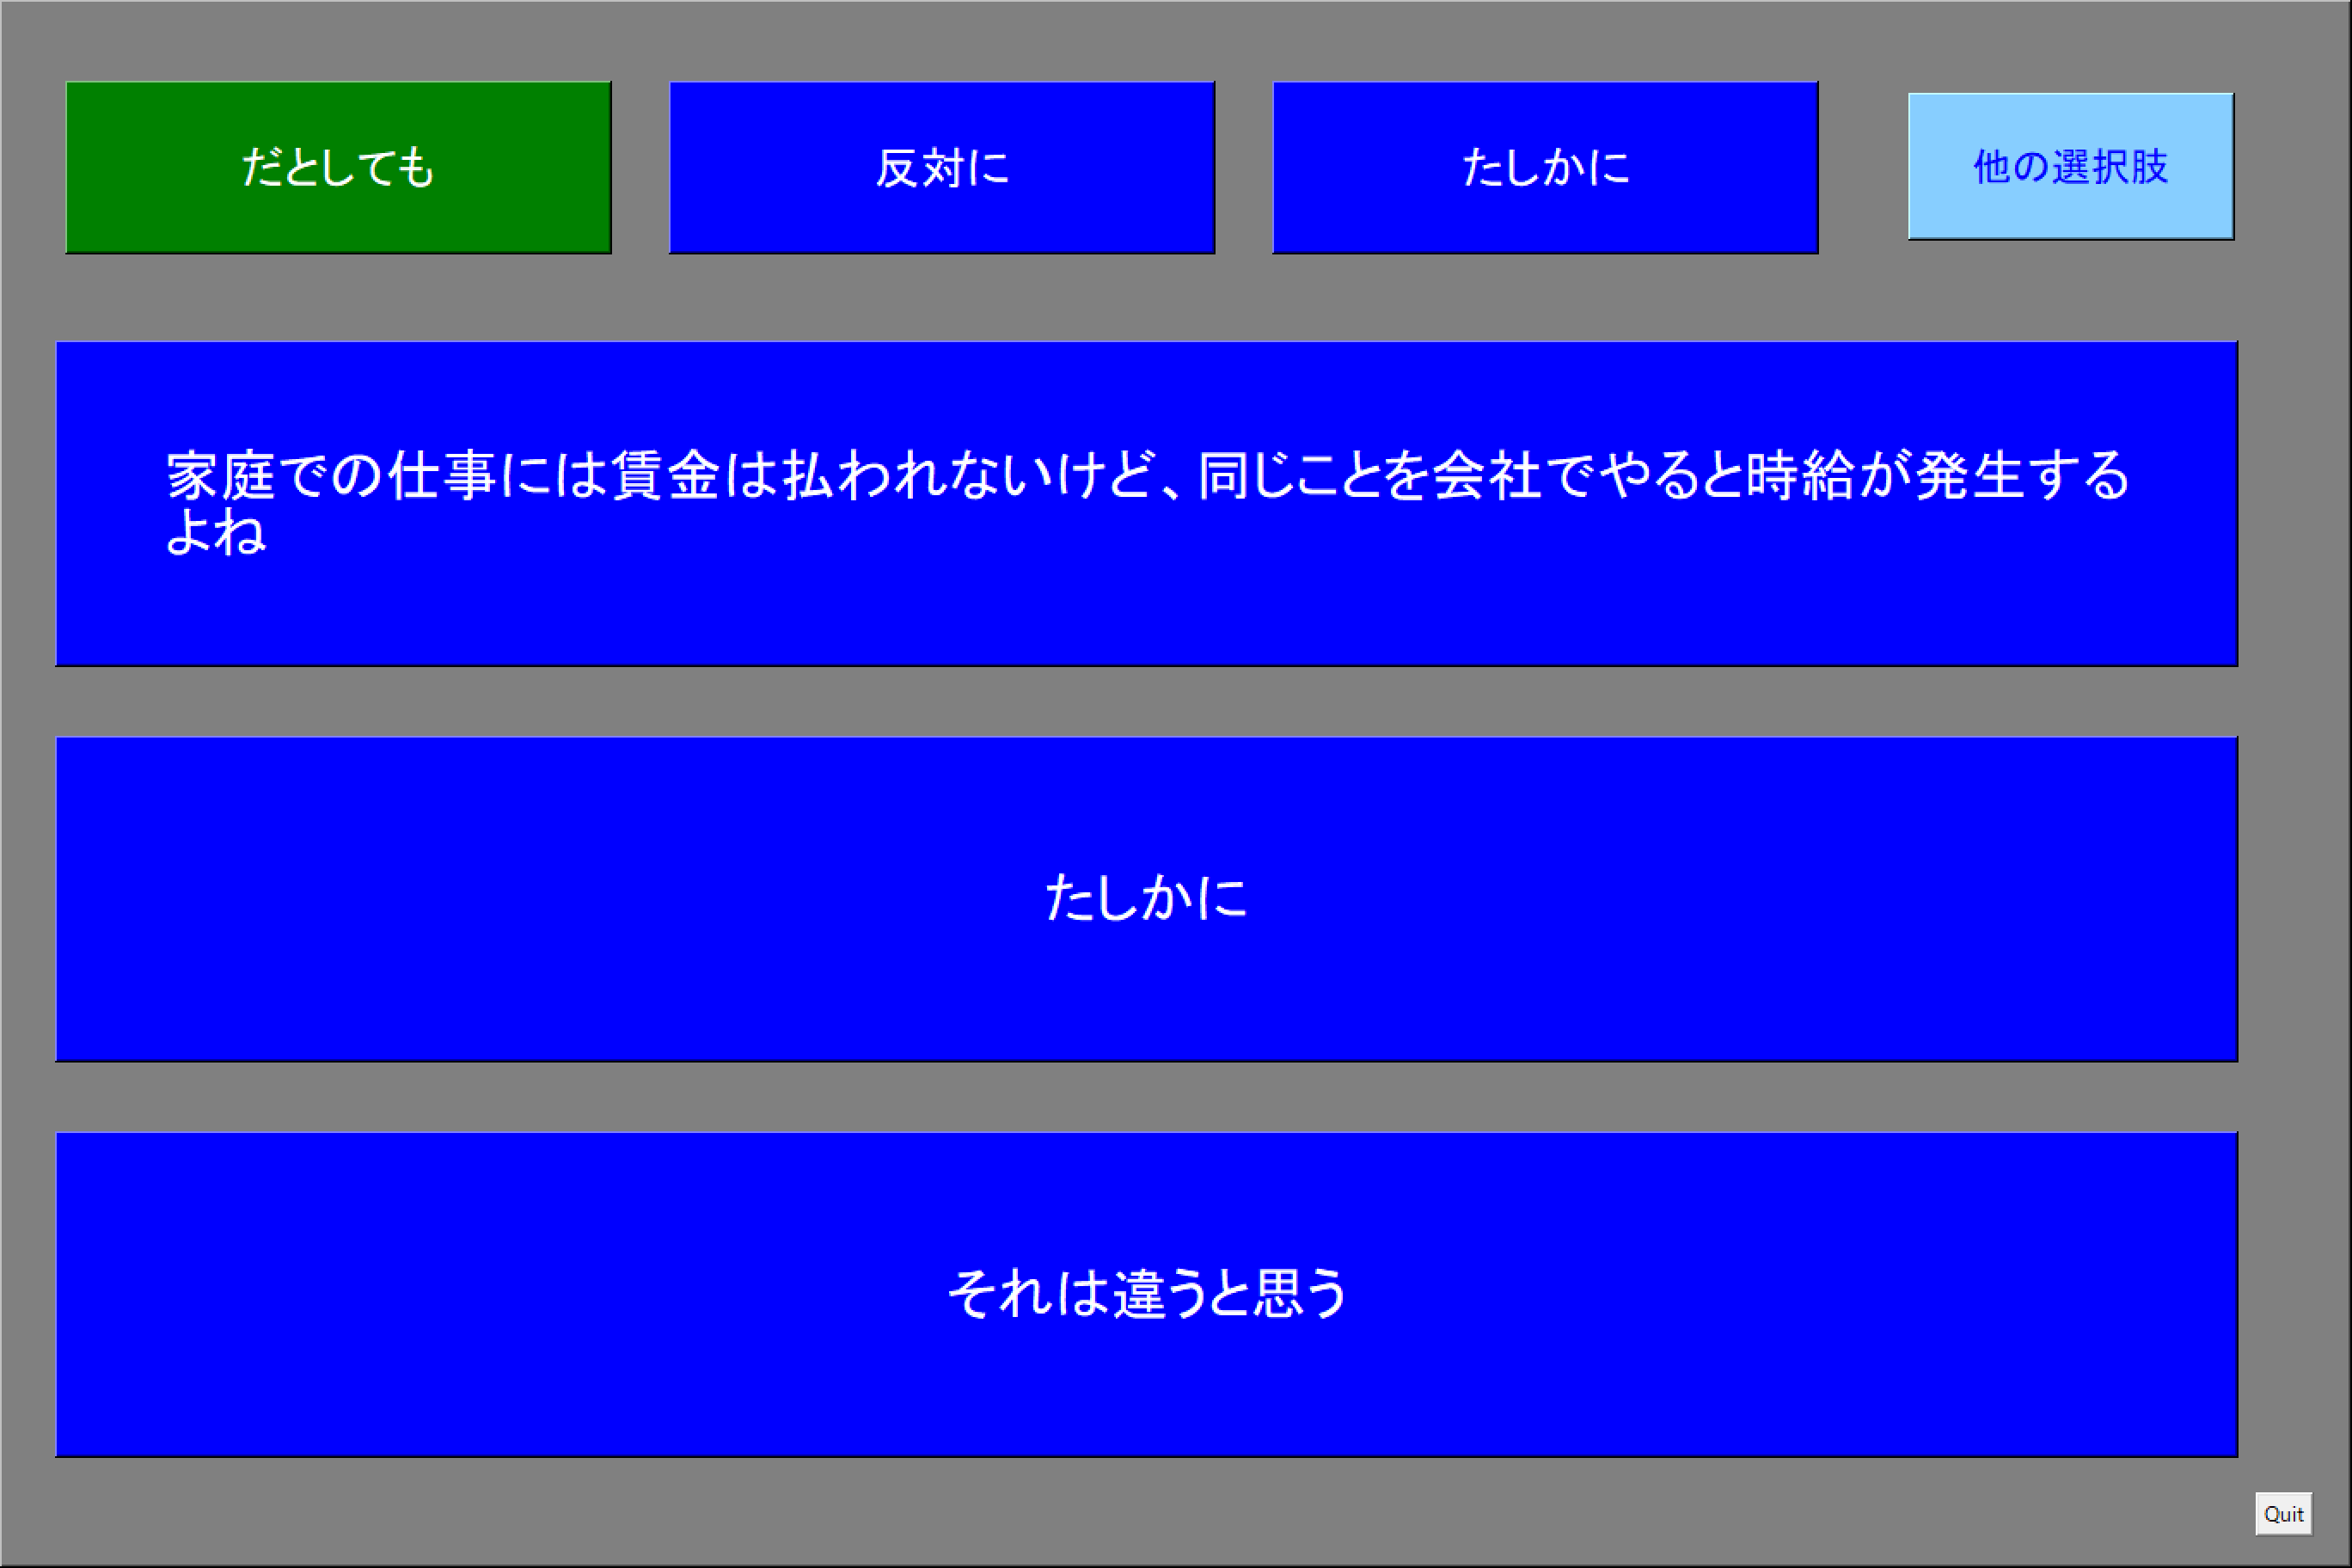 だとしても
反対に
たしかに
他の選択肢
家庭での仕事には賃金は払われないけど、同じことを会社でやると時給が発生する
よね
たしかに
それは違うと思う
Quit